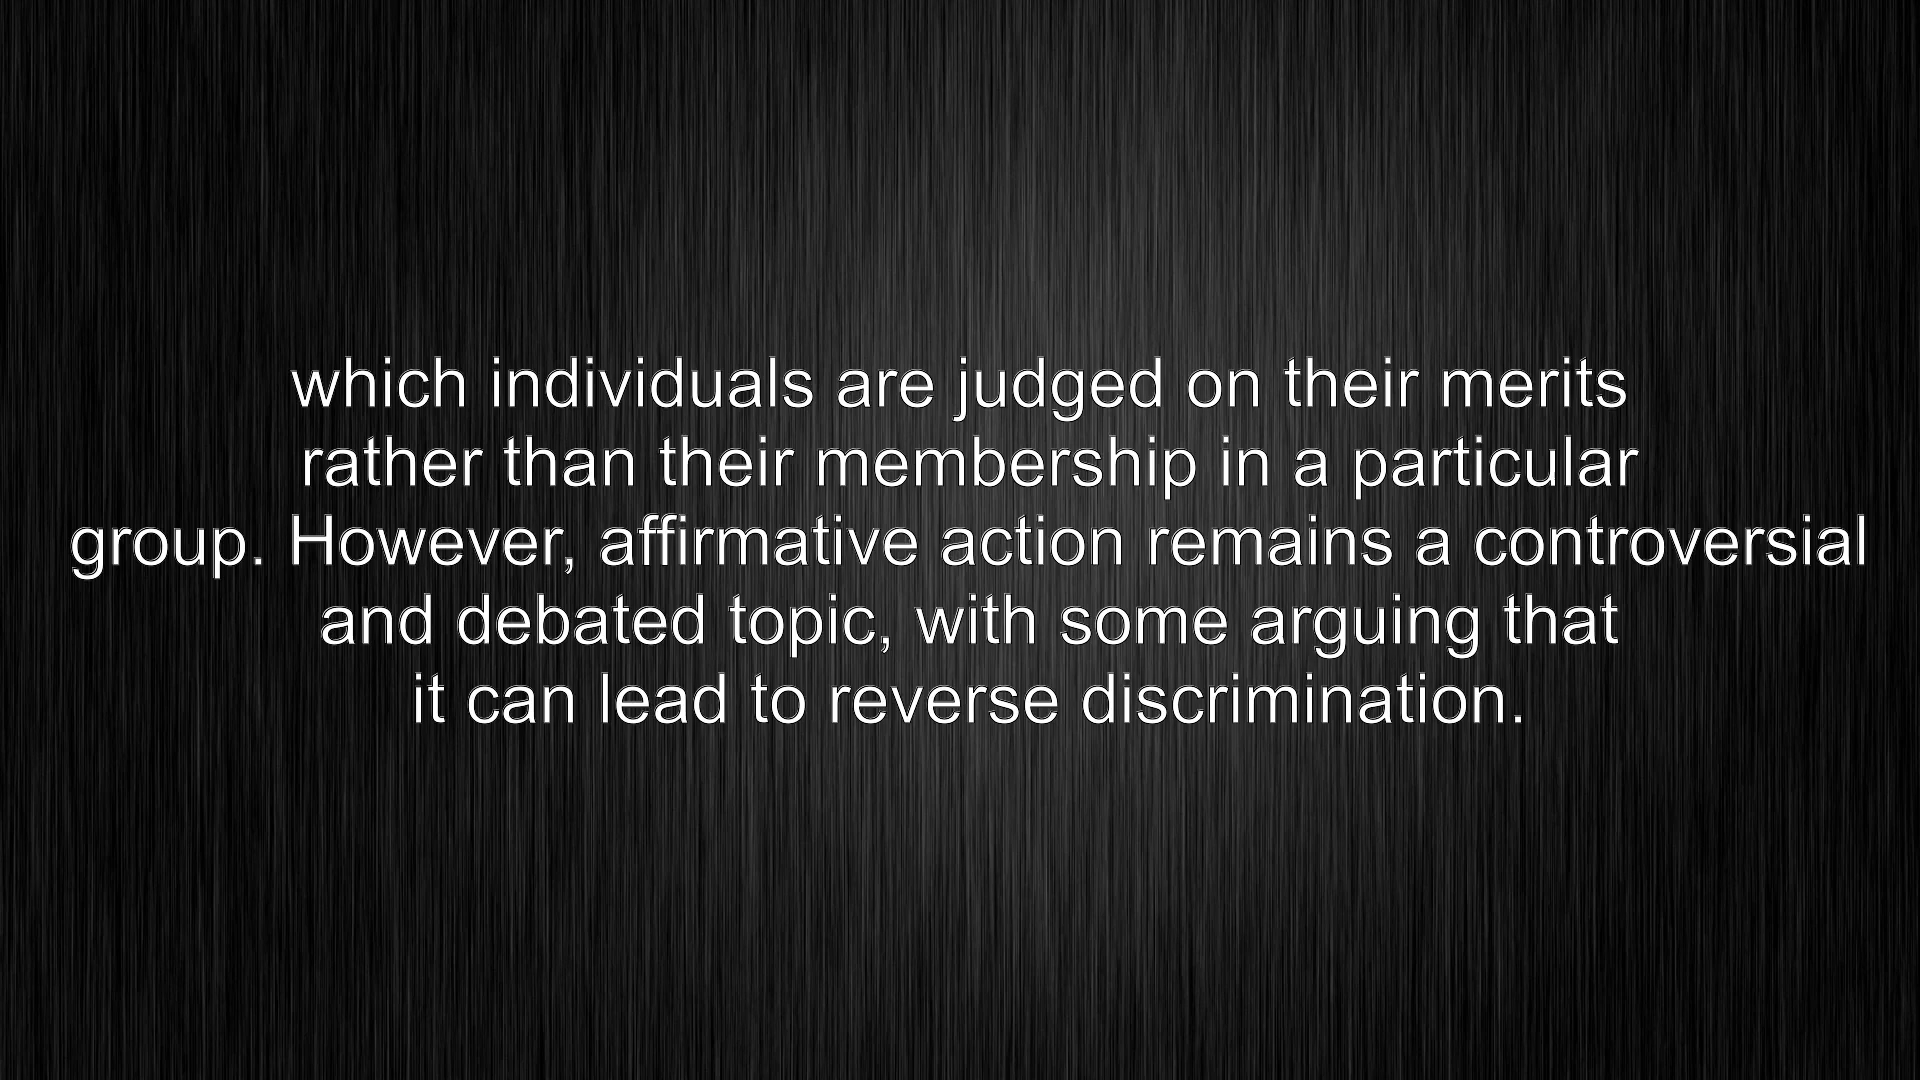 which individuals are judged on their merits
rather than their membership in a particular
group. However, affirmative action remains a controversial
and debated topic, with some arguing that
it can lead to reverse discrimination.